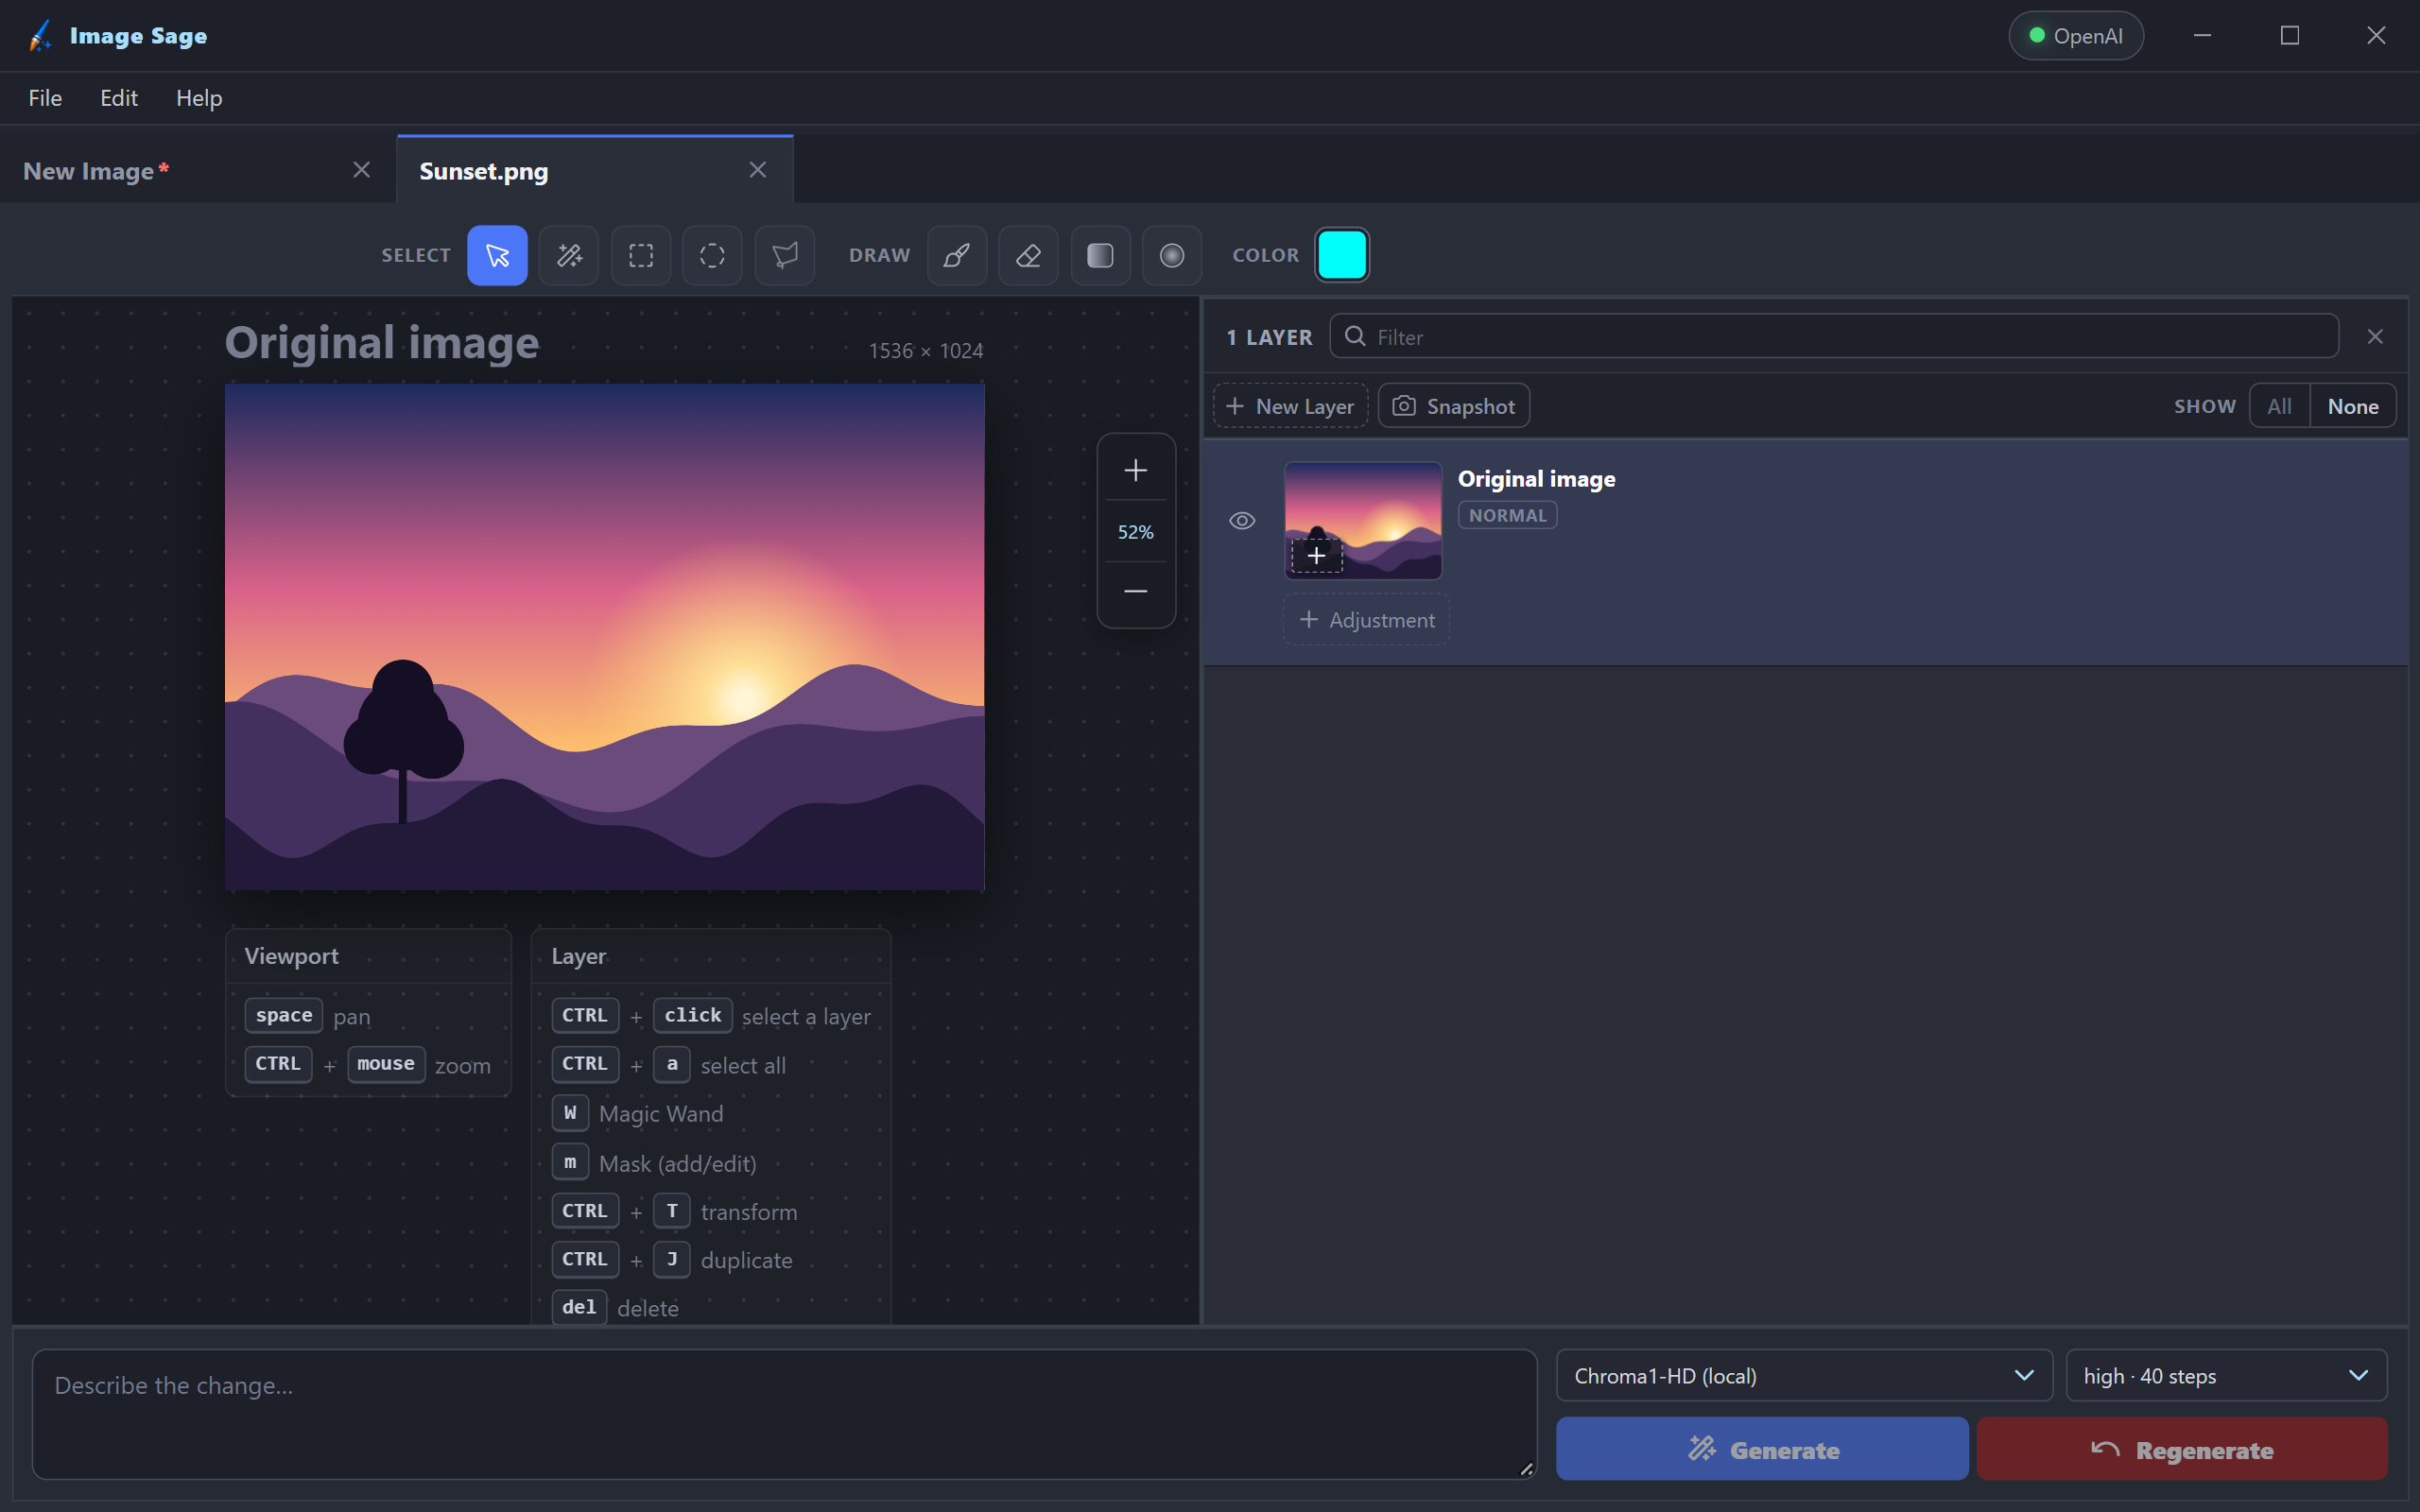 Image Sage
OpenAI
File Edit Help
New Image*
Sunset.png
SELECT
DRAW
COLOR
Original image
1536 × 1024
52%
Viewport
space pan
CTRL + mouse zoom
Layer
CTRL + click select a layer
CTRL + a select all
W Magic Wand
m Mask (add/edit)
CTRL + T transform
CTRL + J duplicate
del delete
1 LAYER
Filter
New Layer
Snapshot
SHOW All None
Original image
NORMAL
Adjustment
Describe the change...
Chroma1-HD (local)
high · 40 steps
Generate
Regenerate